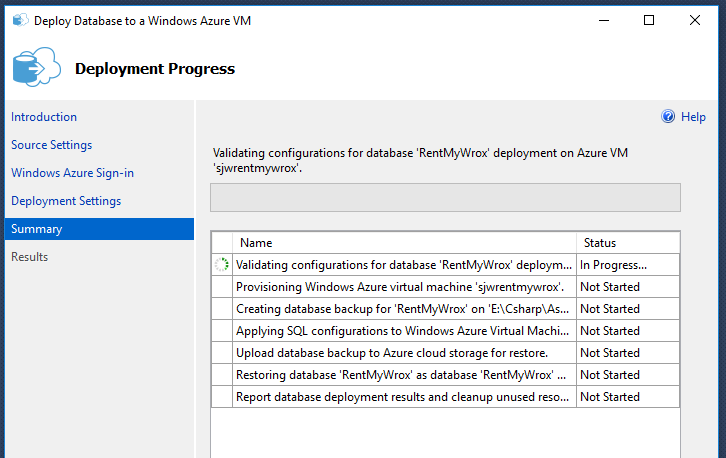 Deploy Database to a Windows Azure VM
Deployment Progress
Introduction
Source Settings
Windows Azure Sign-in
Deployment Settings
Summary
Results
Help
Validating configurations for database 'RentMyWrox' deployment on Azure VM
'sjwrentmywrox'.
Name Status
Validating configurations for database 'RentMyWrox' deploym... In Progress...
Provisioning Windows Azure virtual machine 'sjwrentmywrox'. Not Started
Creating database backup for 'RentMyWrox' on 'E:\Csharp\As... Not Started
Applying SQL configurations to Windows Azure Virtual Machi... Not Started
Upload database backup to Azure cloud storage for restore. Not Started
Restoring database 'RentMyWrox' as database 'RentMyWrox' ... Not Started
Report database deployment results and cleanup unused reso... Not Started